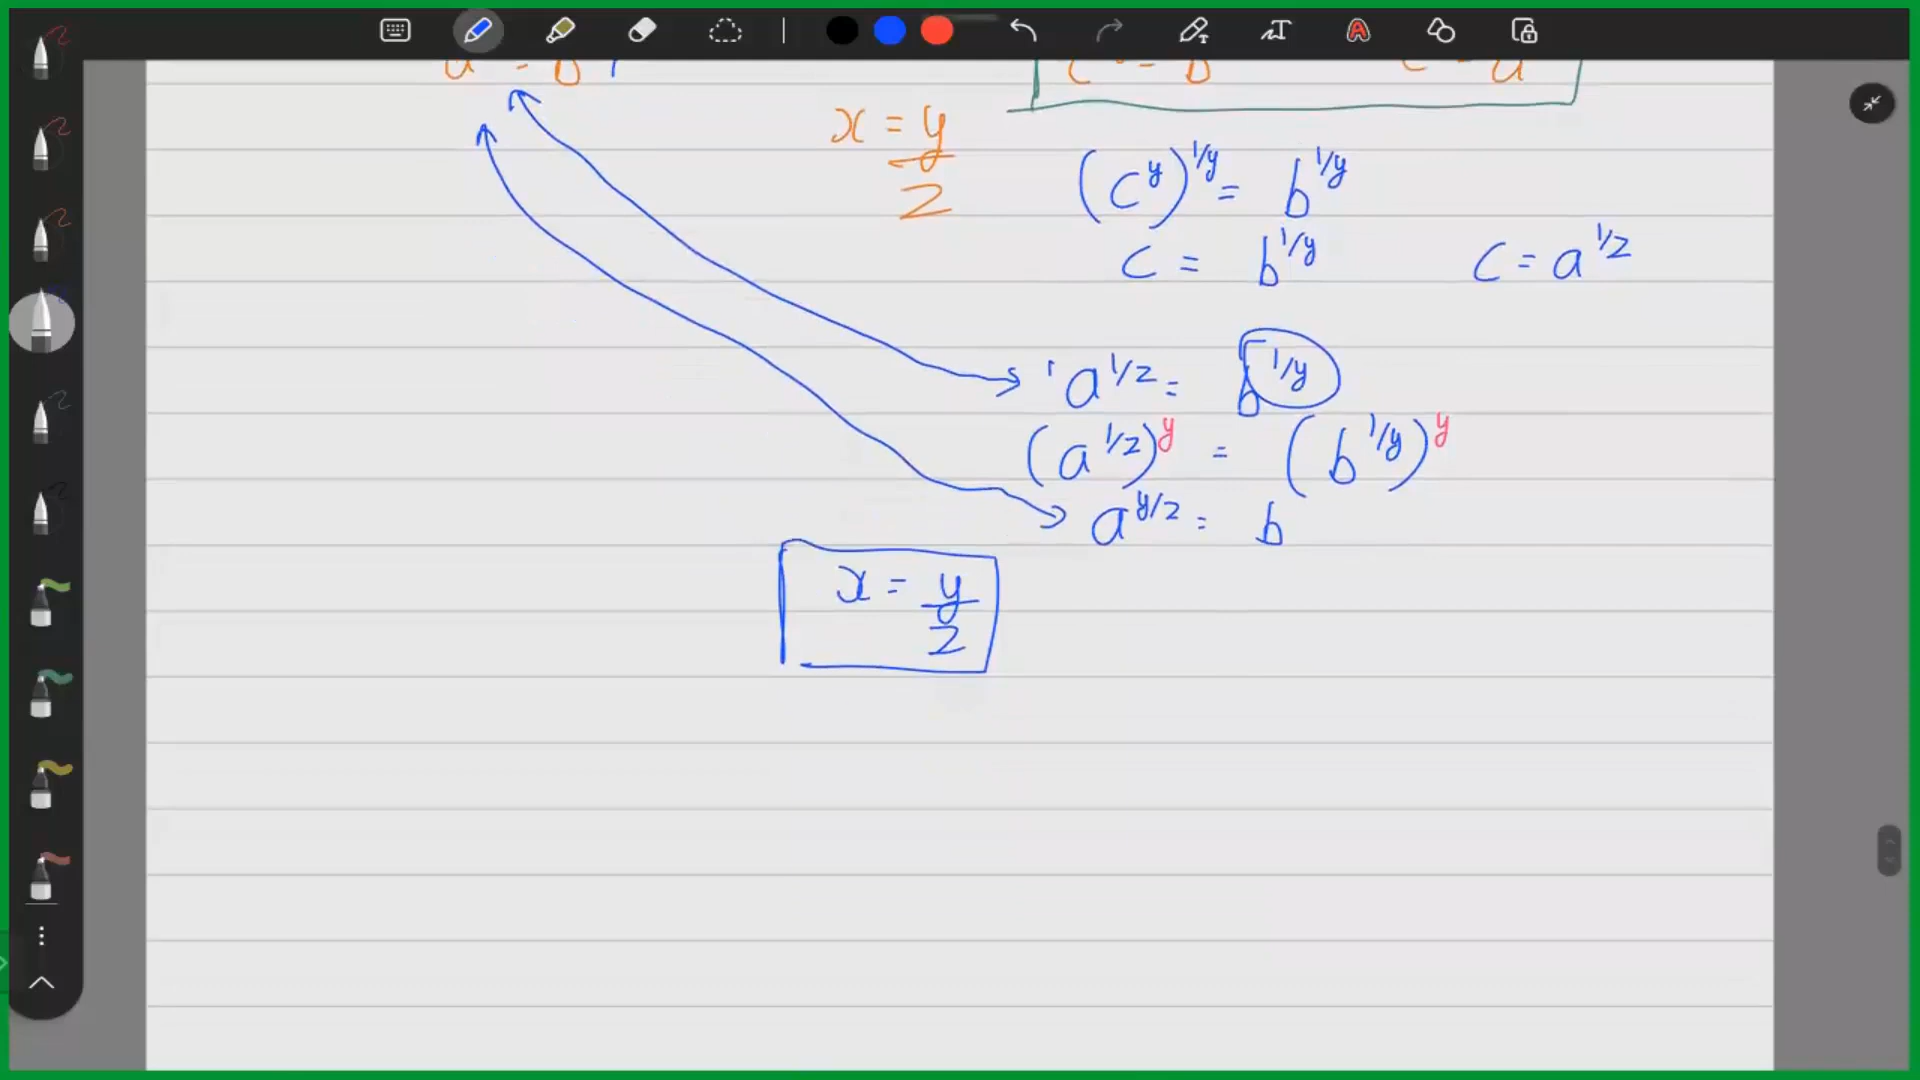 x = y/z
(c^y)^1/y = b^1/y
c = b^1/y    c = a^1/z
a^1/z = b^1/y
(a^1/z)^y = (b^1/y)^y
a^y/z = b
x = y/z